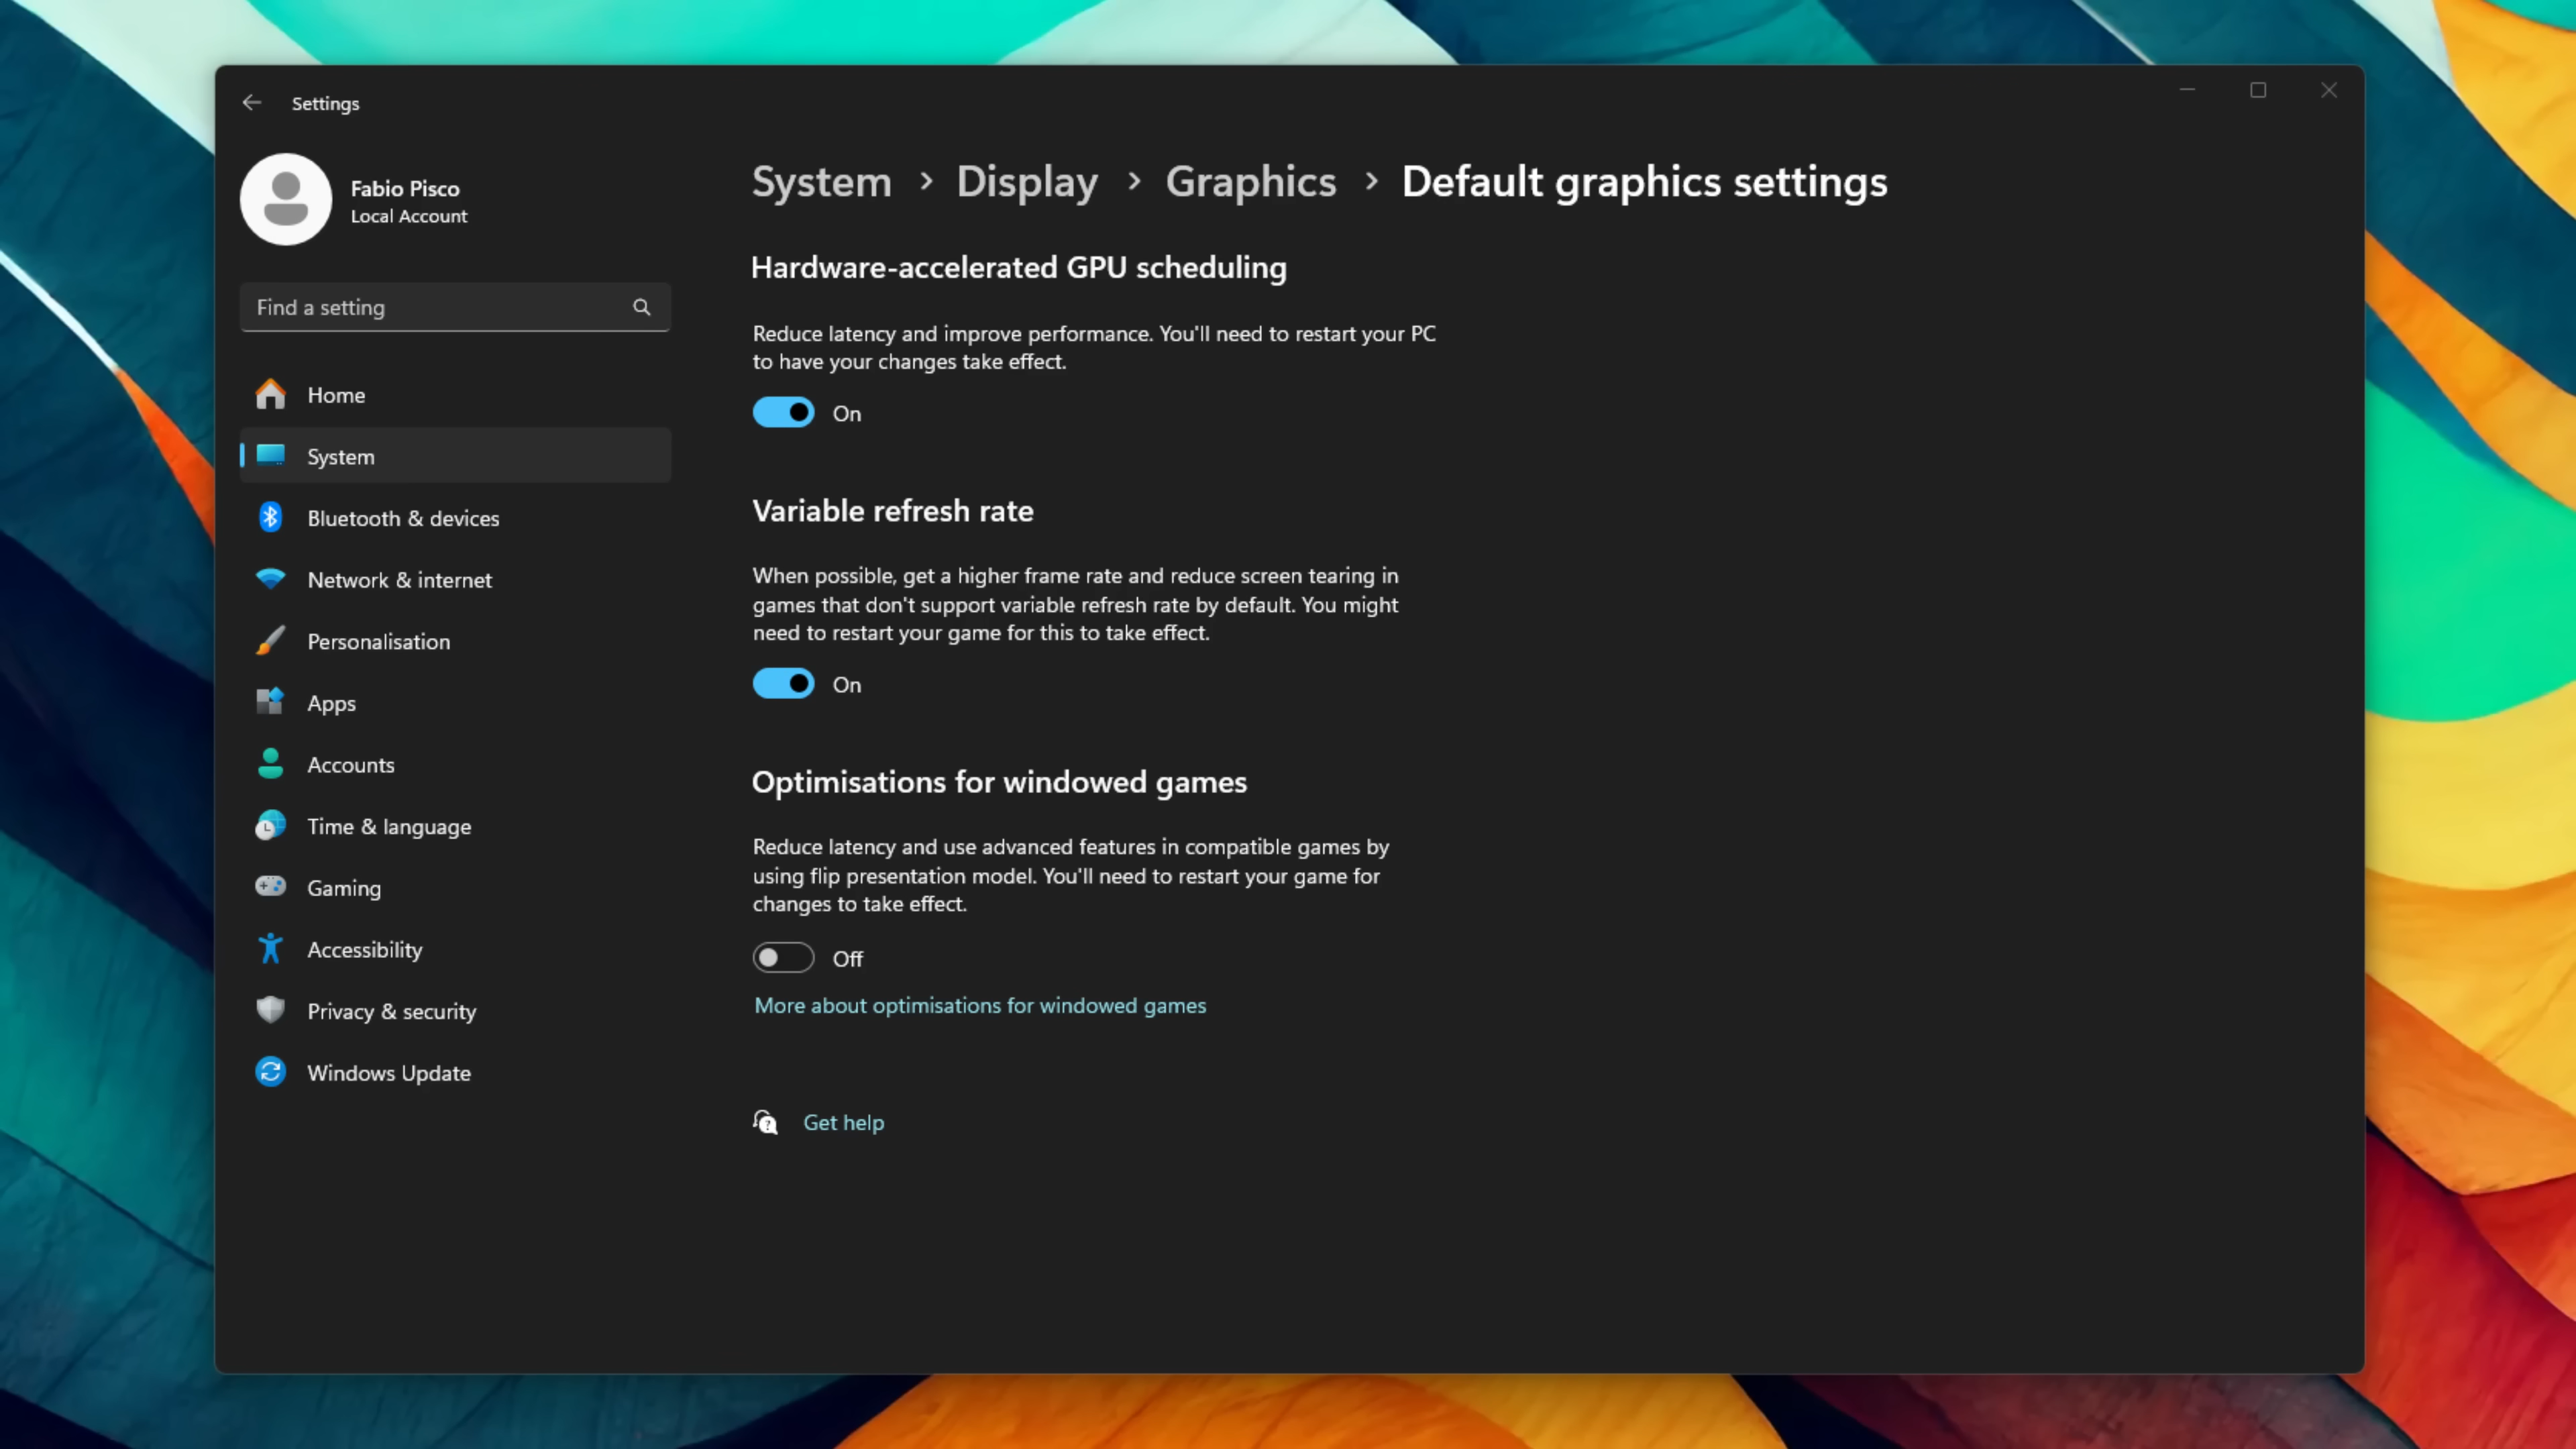 Settings
Fabio Pisco
Local Account
Find a setting
Home
System
Bluetooth & devices
Network & internet
Personalisation
Apps
Accounts
Time & language
Gaming
Accessibility
Privacy & security
Windows Update
System > Display > Graphics > Default graphics settings
Hardware-accelerated GPU scheduling
Reduce latency and improve performance. You'll need to restart your PC
to have your changes take effect.
On
Variable refresh rate
When possible, get a higher frame rate and reduce screen tearing in
games that don't support variable refresh rate by default. You might
need to restart your game for this to take effect.
On
Optimisations for windowed games
Reduce latency and use advanced features in compatible games by
using flip presentation model. You'll need to restart your game for
changes to take effect.
Off
More about optimisations for windowed games
Get help